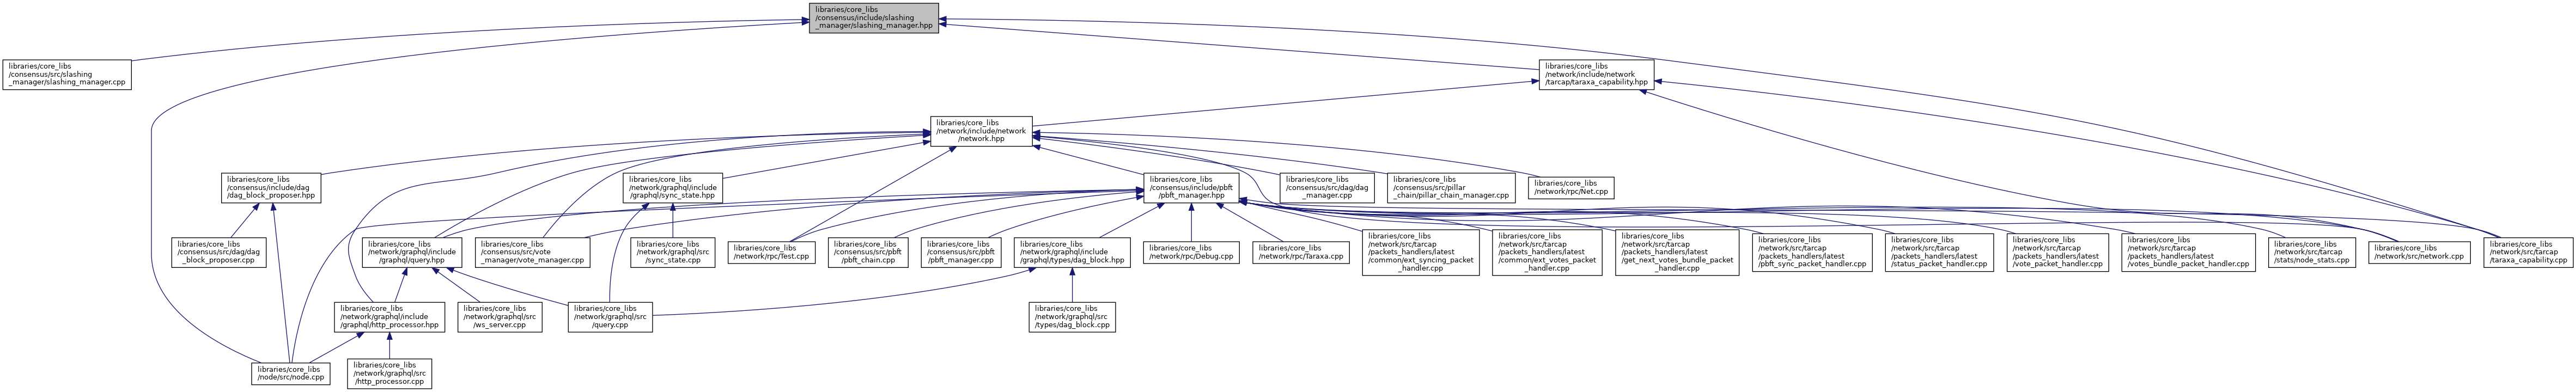 libraries/core_libs
/consensus/include/slashing
_manager/slashing_manager.hpp
libraries/core_libs
/consensus/src/slashing
_manager/slashing_manager.cpp
libraries/core_libs
/network/include/network
/tarcap/taraxa_capability.hpp
libraries/core_libs
/network/include/network
/network.hpp
libraries/core_libs
/consensus/include/dag
/dag_block_proposer.hpp
libraries/core_libs
/network/graphql/include
/graphql/sync_state.hpp
libraries/core_libs
/consensus/include/pbft
/pbft_manager.hpp
libraries/core_libs
/consensus/src/dag/dag
_manager.cpp
libraries/core_libs
/consensus/src/pillar
_chain/pillar_chain_manager.cpp
libraries/core_libs
/network/rpc/Net.cpp
libraries/core_libs
/consensus/src/dag/dag
_block_proposer.cpp
libraries/core_libs
/network/graphql/include
/graphql/query.hpp
libraries/core_libs
/consensus/src/vote
_manager/vote_manager.cpp
libraries/core_libs
/network/graphql/src
/sync_state.cpp
libraries/core_libs
/network/rpc/Test.cpp
libraries/core_libs
/consensus/src/pbft
/pbft_chain.cpp
libraries/core_libs
/consensus/src/pbft
/pbft_manager.cpp
libraries/core_libs
/network/graphql/include
/graphql/types/dag_block.hpp
libraries/core_libs
/network/rpc/Debug.cpp
libraries/core_libs
/network/rpc/Taraxa.cpp
libraries/core_libs
/network/src/tarcap
/packets_handlers/latest
/common/ext_syncing_packet
_handler.cpp
libraries/core_libs
/network/src/tarcap
/packets_handlers/latest
/common/ext_votes_packet
_handler.cpp
libraries/core_libs
/network/src/tarcap
/packets_handlers/latest
/get_next_votes_bundle_packet
_handler.cpp
libraries/core_libs
/network/src/tarcap
/packets_handlers/latest
/pbft_sync_packet_handler.cpp
libraries/core_libs
/network/src/tarcap
/packets_handlers/latest
/status_packet_handler.cpp
libraries/core_libs
/network/src/tarcap
/packets_handlers/latest
/vote_packet_handler.cpp
libraries/core_libs
/network/src/tarcap
/packets_handlers/latest
/votes_bundle_packet_handler.cpp
libraries/core_libs
/network/src/tarcap
/stats/node_stats.cpp
libraries/core_libs
/network/src/network.cpp
libraries/core_libs
/network/src/tarcap
/taraxa_capability.cpp
libraries/core_libs
/network/graphql/include
/graphql/http_processor.hpp
libraries/core_libs
/network/graphql/src
/ws_server.cpp
libraries/core_libs
/network/graphql/src
/query.cpp
libraries/core_libs
/network/graphql/src
/types/dag_block.cpp
libraries/core_libs
/node/src/node.cpp
libraries/core_libs
/network/graphql/src
/http_processor.cpp